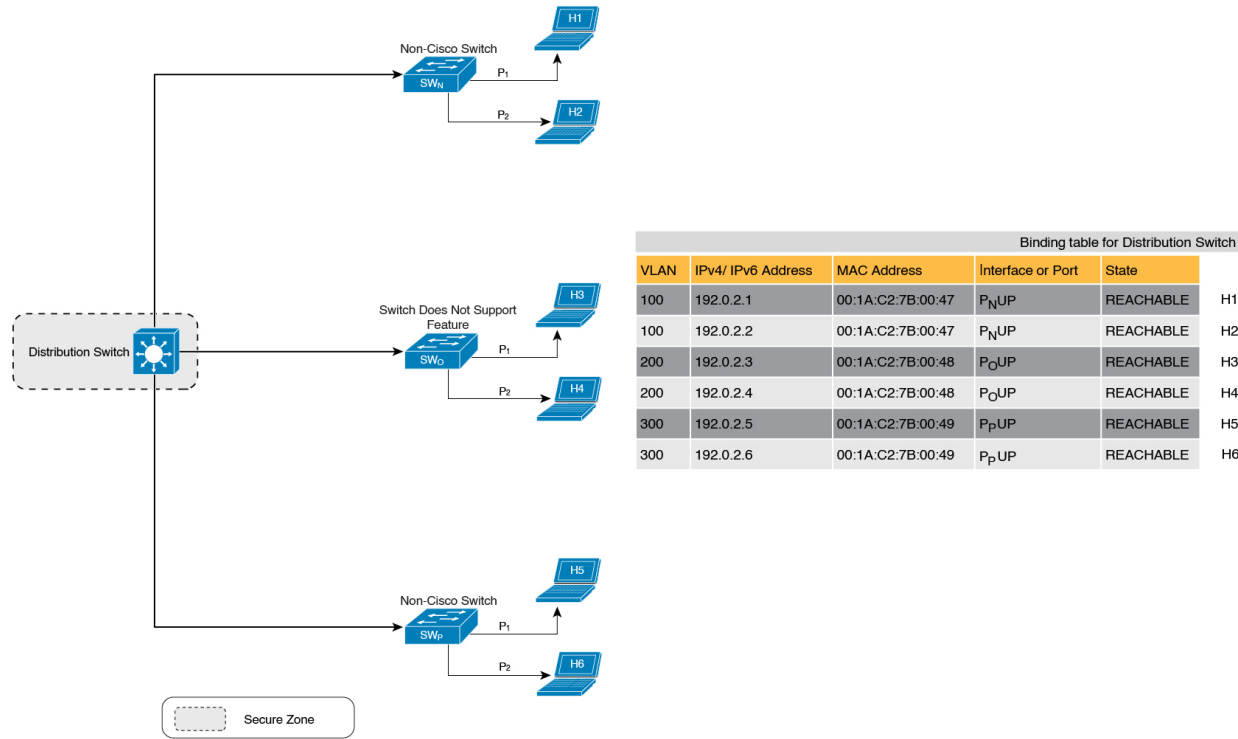 H1
Non-Cisco Switch
P1
SWN
H2
P2
Binding table for Distribution Switch
VLAN IPv4/ IPv6 Address MAC Address Interface or Port State
100 192.0.2.1 00:1A:C2:7B:00:47 PNUP REACHABLE H1
100 192.0.2.2 00:1A:C2:7B:00:47 PNUP REACHABLE H2
200 192.0.2.3 00:1A:C2:7B:00:48 POUP REACHABLE H3
200 192.0.2.4 00:1A:C2:7B:00:48 POUP REACHABLE H4
300 192.0.2.5 00:1A:C2:7B:00:49 PPUP REACHABLE H5
300 192.0.2.6 00:1A:C2:7B:00:49 PPUP REACHABLE H6
H3
Switch Does Not Support
Feature
P1
Distribution Switch
SWO
H4
P2
H5
Non-Cisco Switch
P1
SWP
H6
P2
Secure Zone